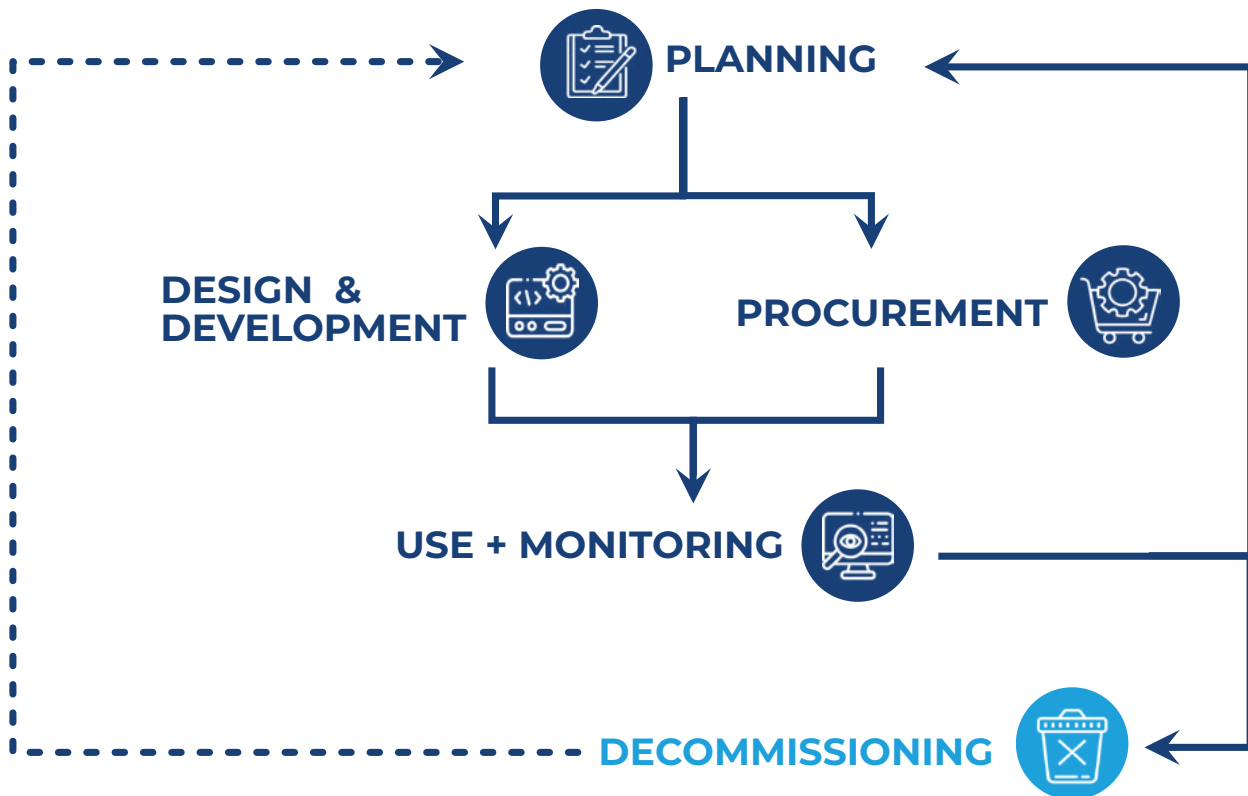 PLANNING
DESIGN &
DEVELOPMENT
PROCUREMENT
USE + MONITORING
DECOMMISSIONING